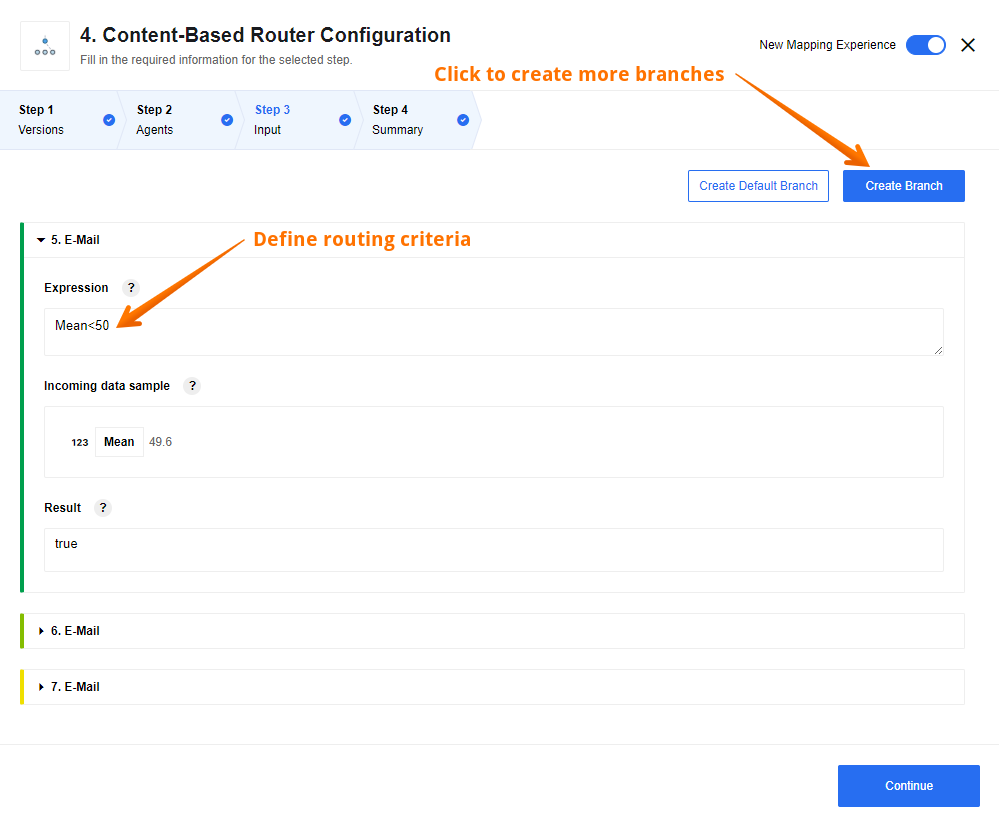 4. Content-Based Router Configuration
Fill in the required information for the selected step.
New Mapping Experience
Click to create more branches
Step 1
Versions
Step 2
Agents
Step 3
Input
Step 4
Summary
Create Default Branch
Create Branch
5. E-Mail
Define routing criteria
Expression ?
Mean<50
Incoming data sample ?
123 Mean 49.6
Result ?
true
6. E-Mail
7. E-Mail
Continue